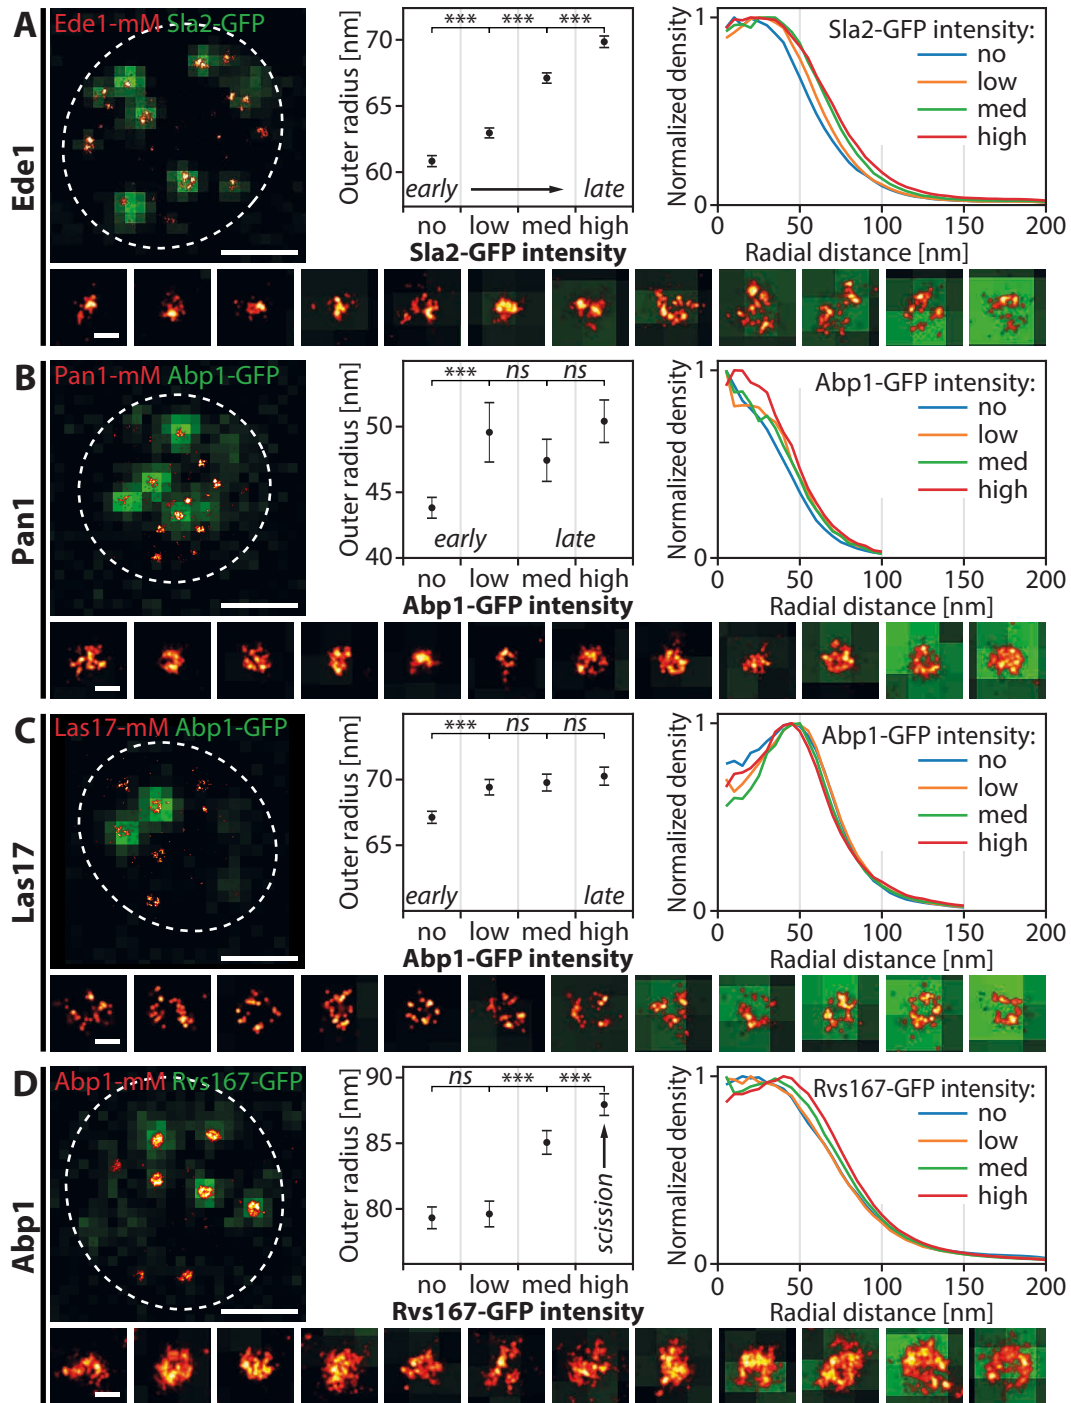 A
Ede1
Ede1-mM Sla2-GFP
*** *** ***
Outer radius [nm]
70
65
60
early late
no low med high
Sla2-GFP intensity
Normalized density
1
0
Sla2-GFP intensity:
no
low
med
high
0 50 100 150 200
Radial distance [nm]
B
Pan1
Pan1-mM Abp1-GFP
*** ns ns
Outer radius [nm]
50
45
40
early late
no low med high
Abp1-GFP intensity
Normalized density
1
0
Abp1-GFP intensity:
no
low
med
high
0 50 100 150 200
Radial distance [nm]
C
Las17
Las17-mM Abp1-GFP
*** ns ns
Outer radius [nm]
70
65
early late
no low med high
Abp1-GFP intensity
Normalized density
1
0
Abp1-GFP intensity:
no
low
med
high
0 50 100 150 200
Radial distance [nm]
D
Abp1
Abp1-mM Rvs167-GFP
ns *** ***
Outer radius [nm]
90
85
80
scission
no low med high
Rvs167-GFP intensity
Normalized density
1
0
Rvs167-GFP intensity:
no
low
med
high
0 50 100 150 200
Radial distance [nm]